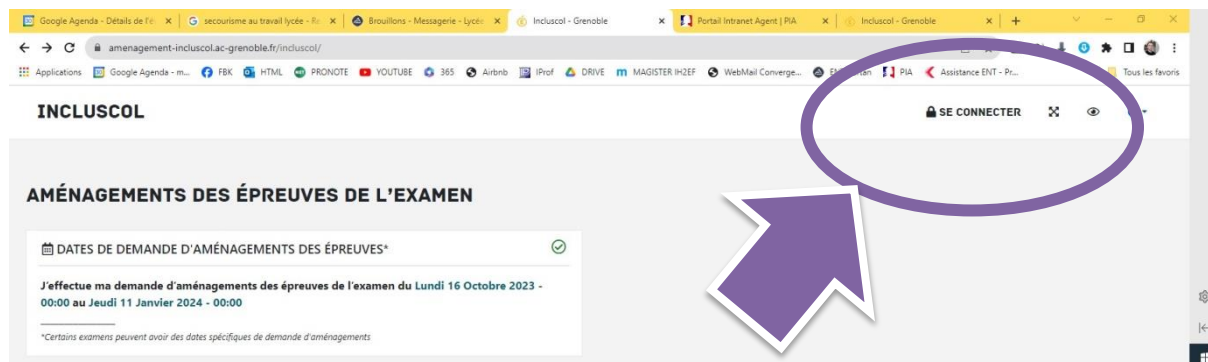 Google Agenda - Détails de l'é
secourisme au travail lycée - Re
Brouillons - Messagerie - Lycée
Incluscol - Grenoble
Portail Intranet Agent | PIA
Incluscol - Grenoble
amenagement-incluscol.ac-grenoble.fr/incluscol/
Applications
Google Agenda - m...
FBK
HTML
PRONOTE
YOUTUBE
365
Airbnb
IProf
DRIVE
MAGISTER IH2EF
WebMail Converge...
PIA
Assistance ENT - Pr...
Tous les favoris
INCLUSCOL
SE CONNECTER
AMÉNAGEMENTS DES ÉPREUVES DE L'EXAMEN
DATES DE DEMANDE D'AMÉNAGEMENTS DES ÉPREUVES*
J'effectue ma demande d'aménagements des épreuves de l'examen du Lundi 16 Octobre 2023 -
00:00 au Jeudi 11 Janvier 2024 - 00:00
*Certains examens peuvent avoir des dates spécifiques de demande d'aménagements